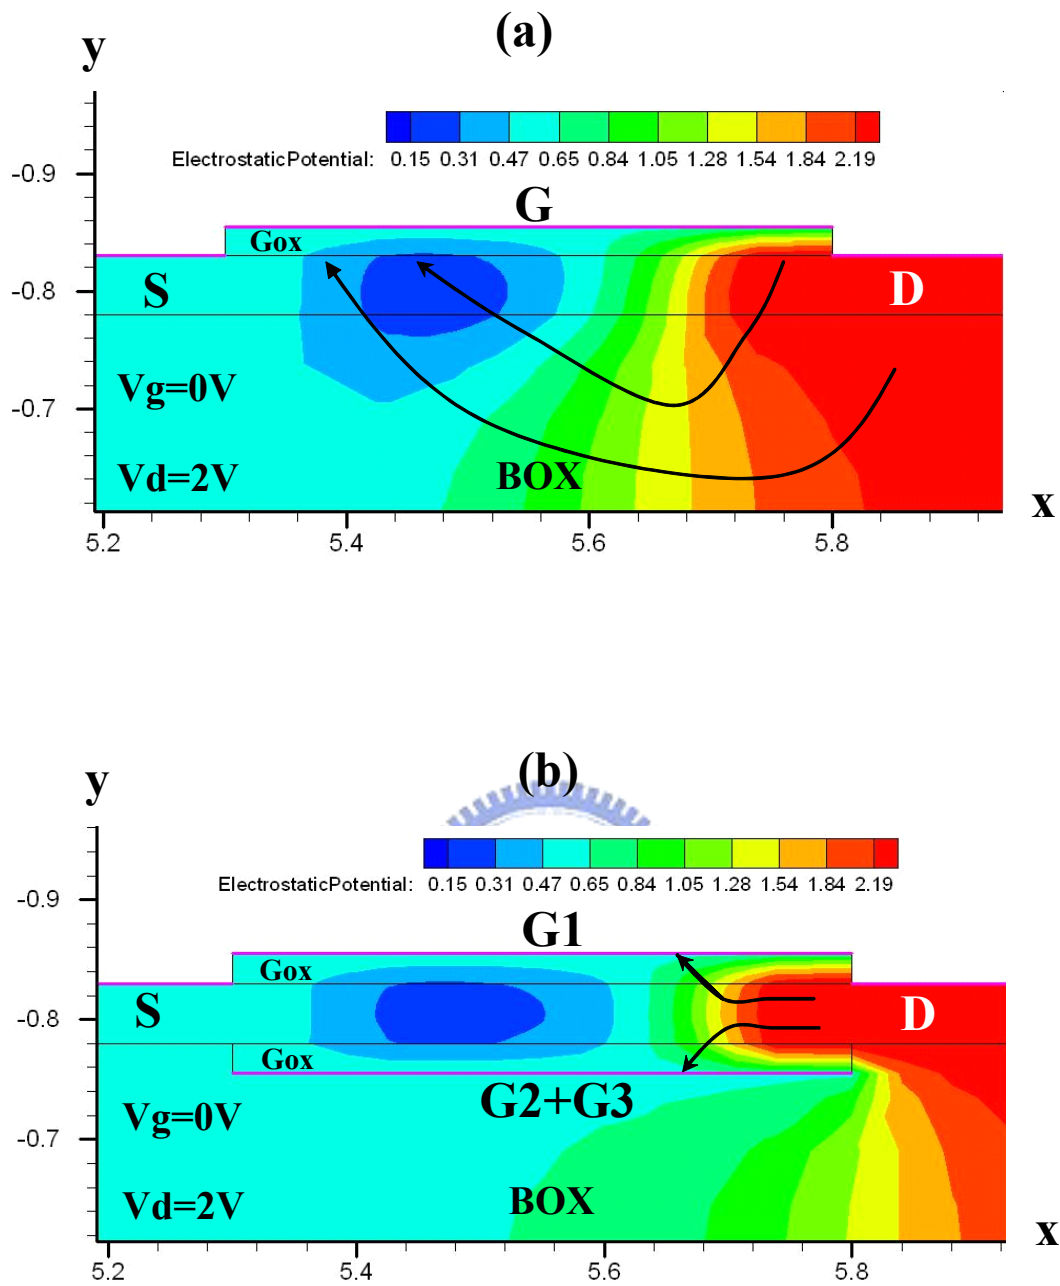 (a)
y
ElectrostaticPotential: 0.15 0.31 0.47 0.65 0.84 1.05 1.28 1.54 1.84 2.19
-0.9
G
Gox
S
D
-0.8
Vg=0V
-0.7
Vd=2V
BOX
x
5.2 5.4 5.6 5.8
(b)
y
ElectrostaticPotential: 0.15 0.31 0.47 0.65 0.84 1.05 1.28 1.54 1.84 2.19
-0.9
G1
Gox
S
D
-0.8
Gox
G2+G3
Vg=0V
-0.7
Vd=2V
BOX
x
5.2 5.4 5.6 5.8